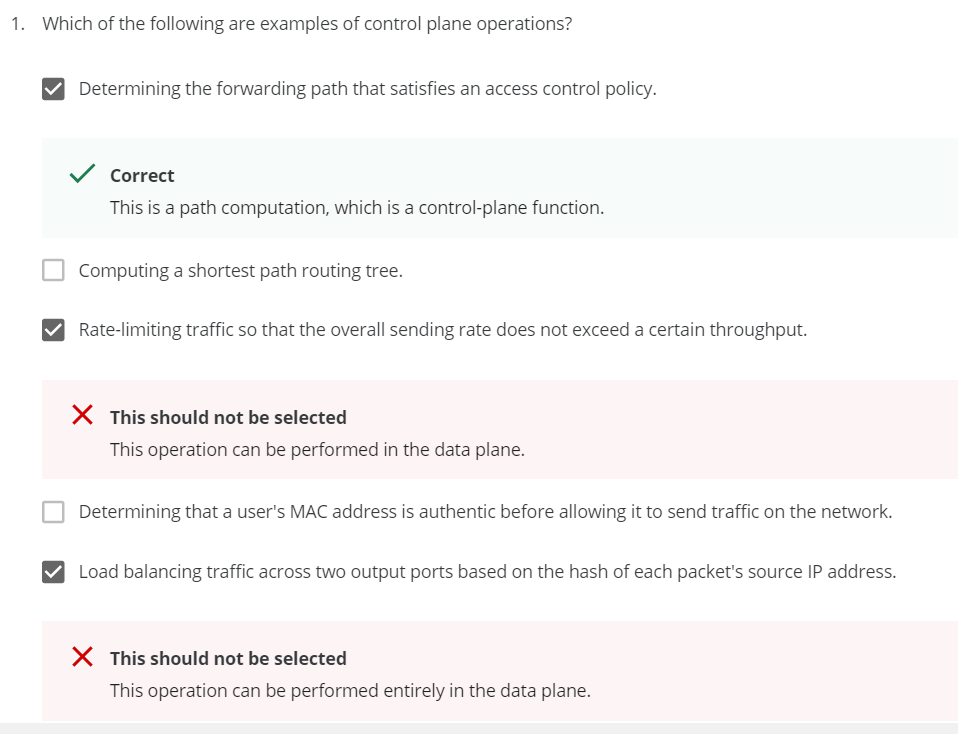 1. Which of the following are examples of control plane operations?
Determining the forwarding path that satisfies an access control policy.
Correct
This is a path computation, which is a control-plane function.
Computing a shortest path routing tree.
Rate-limiting traffic so that the overall sending rate does not exceed a certain throughput.
This should not be selected
This operation can be performed in the data plane.
Determining that a user's MAC address is authentic before allowing it to send traffic on the network.
Load balancing traffic across two output ports based on the hash of each packet's source IP address.
This should not be selected
This operation can be performed entirely in the data plane.